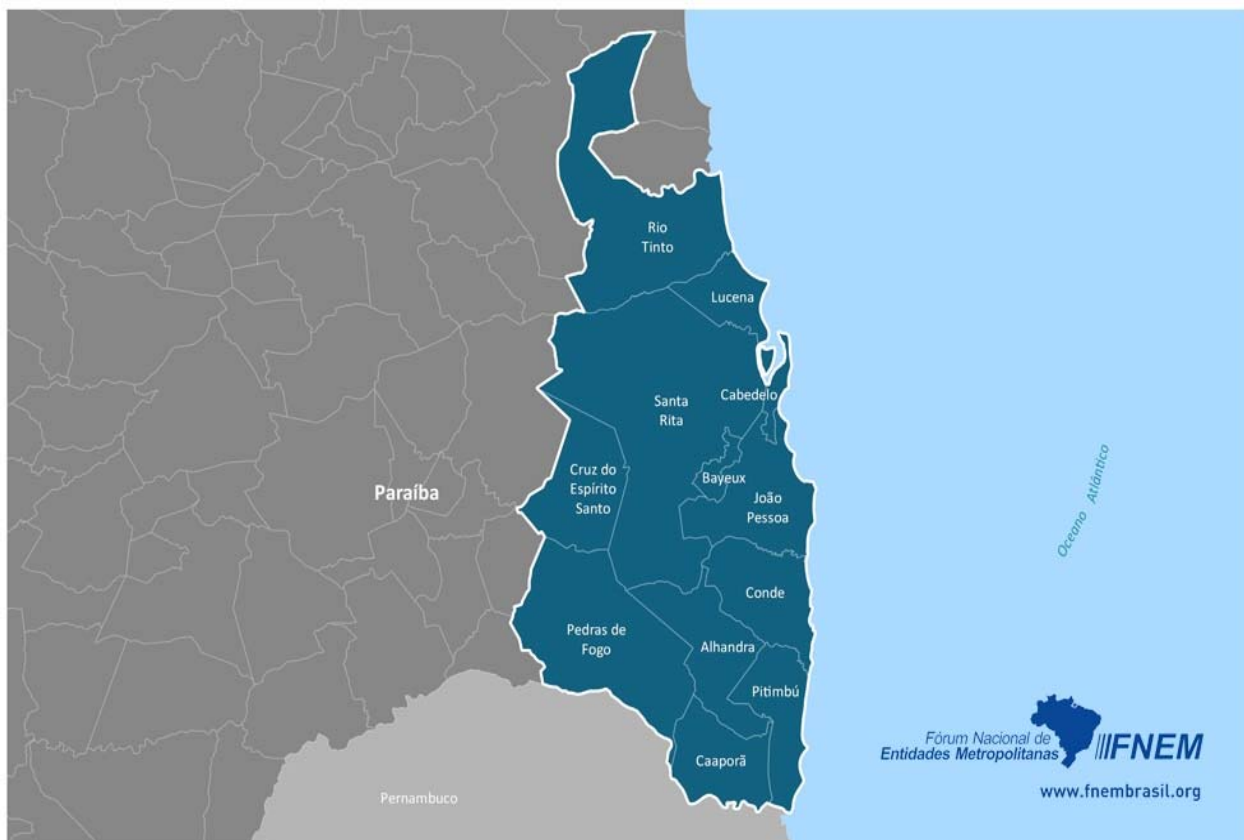 Rio
Tinto
Lucena
Cabedelo
Santa
Rita
Cruz do
Espírito
Santo
Bayeux
João
Pessoa
Paraíba
Oceano Atlântico
Conde
Pedras de
Fogo
Alhandra
Pitimbú
Caaporã
Pernambuco
Fórum Nacional de
Entidades Metropolitanas
FNEM
www.fnembrasil.org